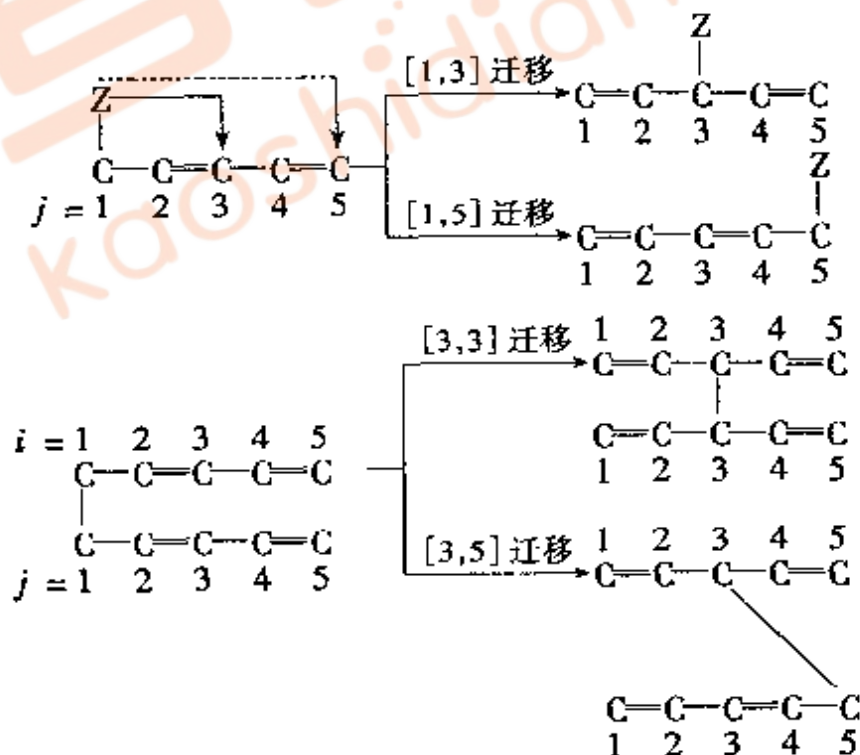 Z
[1,3] 迁移
C=C-C-C=C
1 2 3 4 5
Z
C-C=C-C=C
j = 1 2 3 4 5
Z
[1,5] 迁移
C=C-C=C-C
1 2 3 4 5
[3,3] 迁移
1 2 3 4 5
C=C-C-C=C
C=C-C-C=C
1 2 3 4 5
i = 1 2 3 4 5
C-C=C-C=C
C-C=C-C=C
j = 1 2 3 4 5
[3,5] 迁移
1 2 3 4 5
C=C-C-C=C
C=C-C=C-C
1 2 3 4 5
kaoshidian